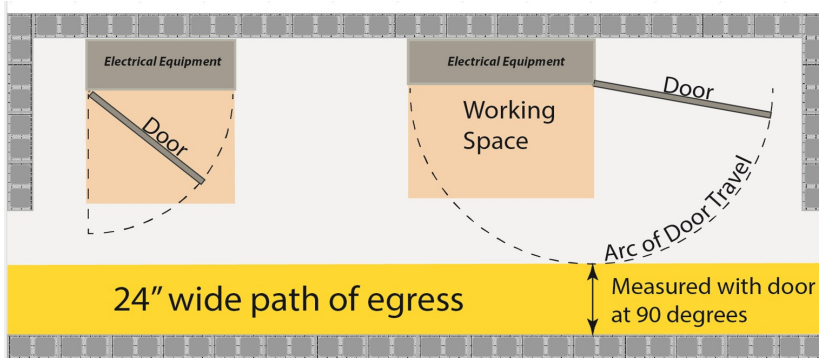 Electrical Equipment
Electrical Equipment
Door
Working
Space
Door
Arc of Door Travel
24” wide path of egress
Measured with door
at 90 degrees